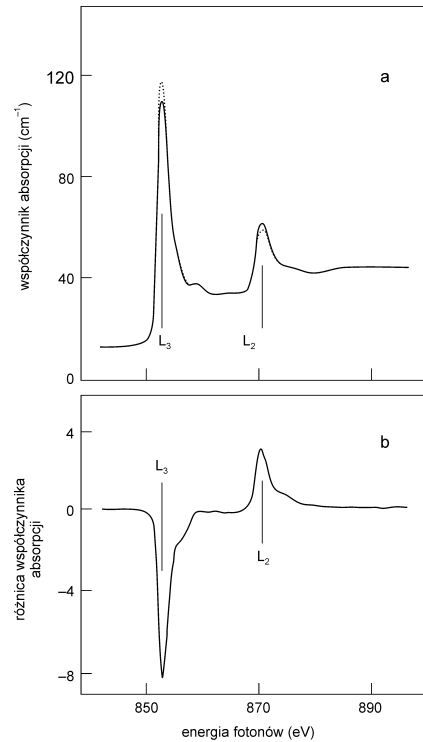 a
120
80
40
0
współczynnik absorpcji (cm⁻¹)
L₃
L₂
b
4
0
−4
−8
różnica współczynnika
absorpcji
L₃
L₂
850
870
890
energia fotonów (eV)